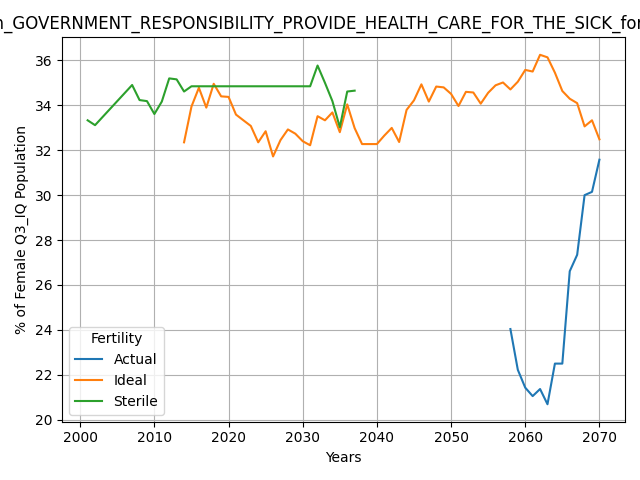 GOVERNMENT_RESPONSIBILITY_PROVIDE_HEALTH_CARE_FOR_THE_SICK_for
% of Female Q3_IQ Population
36
34
32
30
28
26
24
22
20
Fertility
Actual
Ideal
Sterile
2000 2010 2020 2030 2040 2050 2060 2070
Years